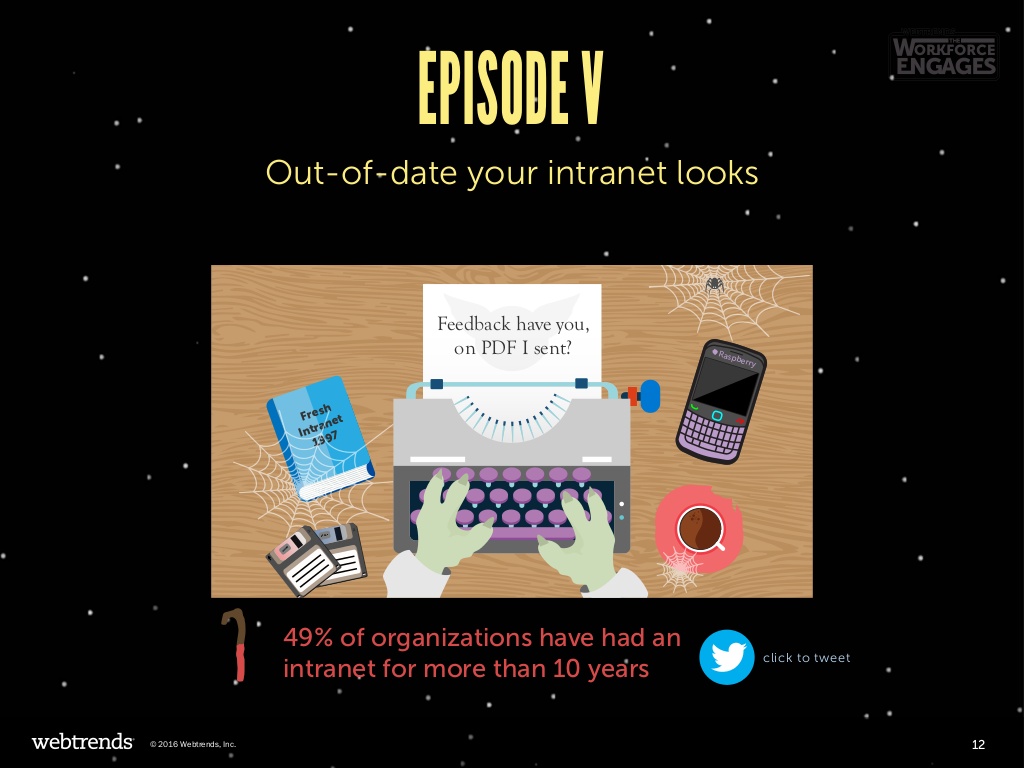 THE
WORKFORCE
ENGAGES
EPISODE V
Out-of-date your intranet looks
Feedback have you,
on PDF I sent?
Raspberry
Fresh
Intranet
1997
49% of organizations have had an
intranet for more than 10 years
click to tweet
webtrends
© 2016 Webtrends, Inc.
12